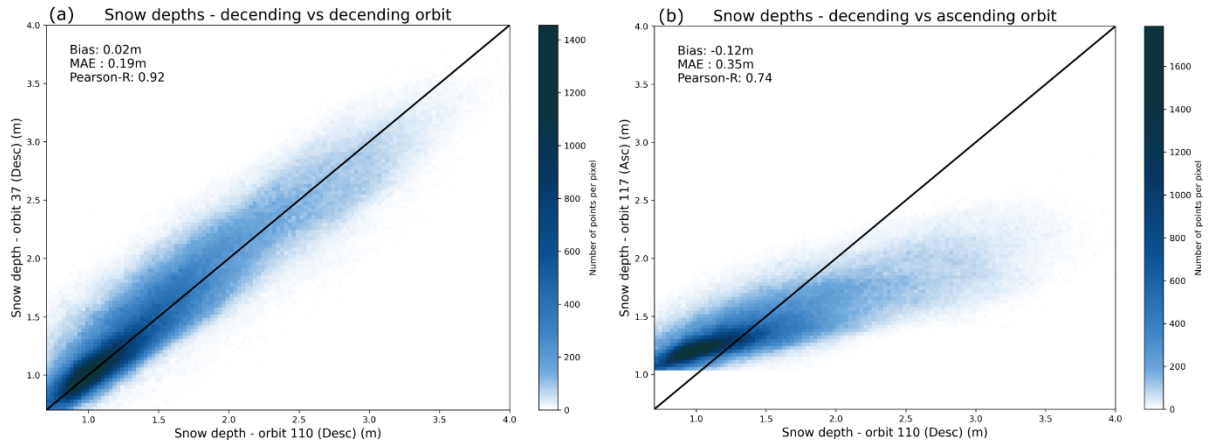 (a)
Snow depths - decending vs decending orbit
Bias: 0.02m
MAE : 0.19m
Pearson-R: 0.92
Snow depth - orbit 37 (Desc) (m)
4.0
3.5
3.0
2.5
2.0
1.5
1.0
1.0 1.5 2.0 2.5 3.0 3.5 4.0
Snow depth - orbit 110 (Desc) (m)
1400
1200
1000
800
600
400
200
0
Number of points per pixel
(b)
Snow depths - decending vs ascending orbit
Bias: -0.12m
MAE : 0.35m
Pearson-R: 0.74
Snow depth - orbit 117 (Asc) (m)
4.0
3.5
3.0
2.5
2.0
1.5
1.0
1.0 1.5 2.0 2.5 3.0 3.5 4.0
Snow depth - orbit 110 (Desc) (m)
1600
1400
1200
1000
800
600
400
200
0
Number of points per pixel